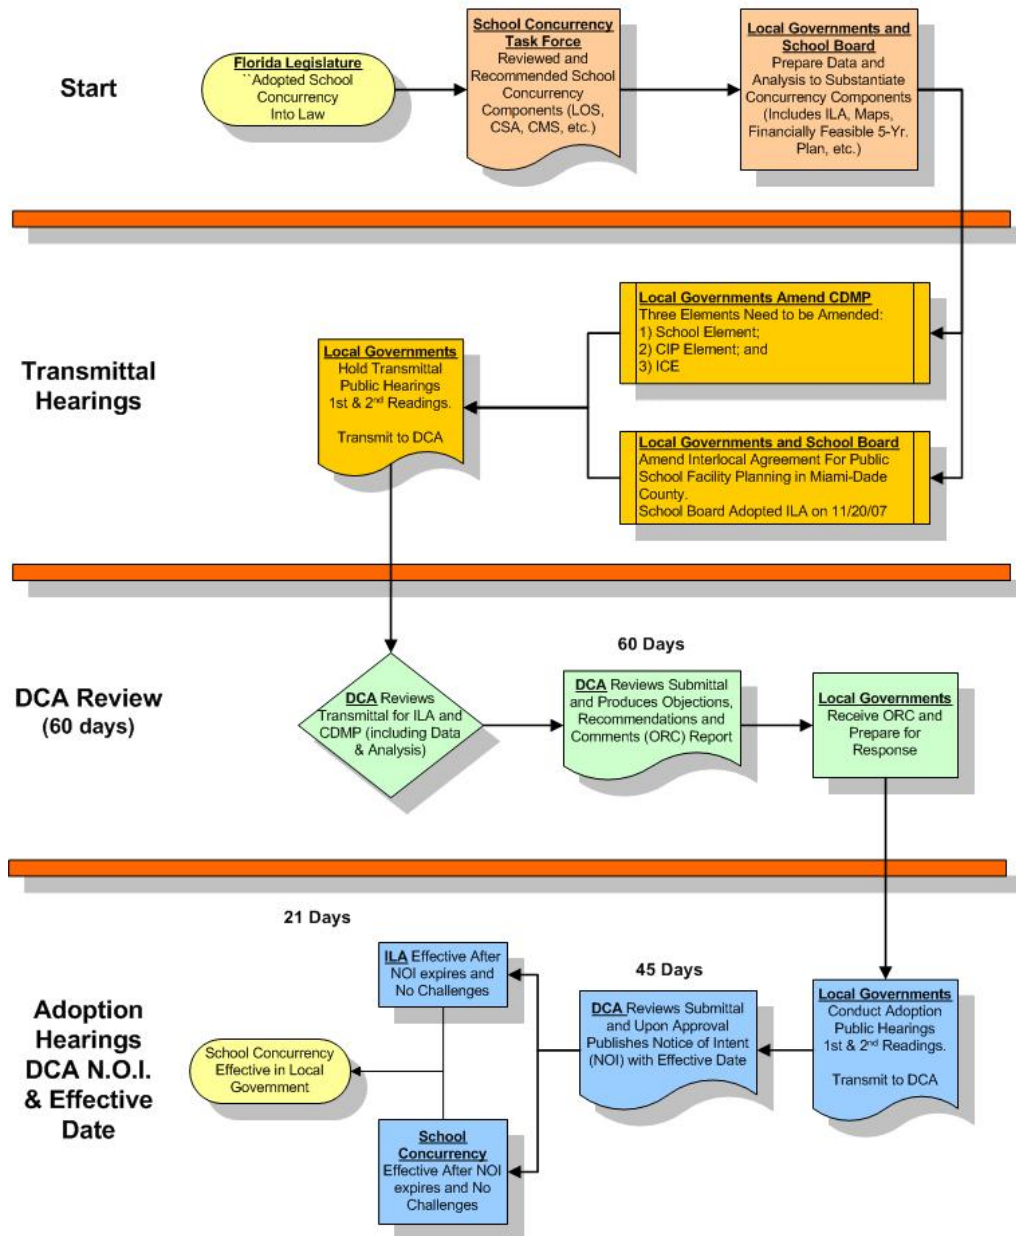 Start
Florida Legislature
``Adopted School
Concurrency
Into Law
School Concurrency
Task Force
Reviewed and
Recommended School
Concurrency
Components (LOS,
CSA, CMS, etc.)
Local Governments and
School Board
Prepare Data and
Analysis to Substantiate
Concurrency Components
(Includes ILA, Maps,
Financially Feasible 5-Yr.
Plan, etc.)
Transmittal
Hearings
Local Governments Amend CDMP
Three Elements Need to be Amended:
1) School Element;
2) CIP Element; and
3) ICE
Local Governments and School Board
Amend Interlocal Agreement For Public
School Facility Planning in Miami-Dade
County.
School Board Adopted ILA on 11/20/07
Local Governments
Hold Transmittal
Public Hearings
1st & 2nd Readings.
Transmit to DCA
DCA Review
(60 days)
DCA Reviews
Transmittal for ILA and
CDMP (including Data
& Analysis)
60 Days
DCA Reviews Submittal
and Produces Objections,
Recommendations and
Comments (ORC) Report
Local Governments
Receive ORC and
Prepare for
Response
Adoption
Hearings
DCA N.O.I.
& Effective
Date
Local Governments
Conduct Adoption
Public Hearings
1st & 2nd Readings.
Transmit to DCA
45 Days
DCA Reviews Submittal
and Upon Approval
Publishes Notice of Intent
(NOI) with Effective Date
21 Days
ILA Effective After
NOI expires and
No Challenges
School
Concurrency
Effective After NOI
expires and No
Challenges
School Concurrency
Effective in Local
Government